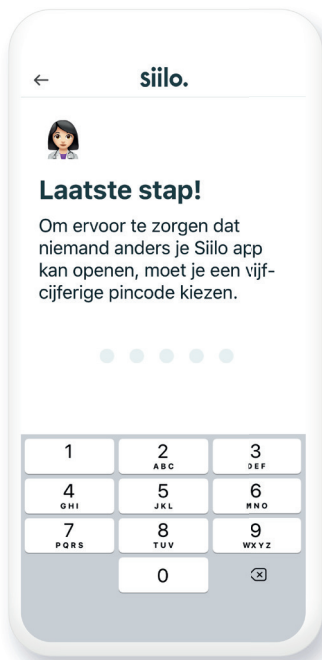 siilo.
Laatste stap!
Om ervoor te zorgen dat
niemand anders je Siilo app
kan openen, moet je een vijf-
cijferige pincode kiezen.
1 2 3
ABC DEF
4 5 6
GHI JKL MNO
7 8 9
PQRS TUV WXYZ
0